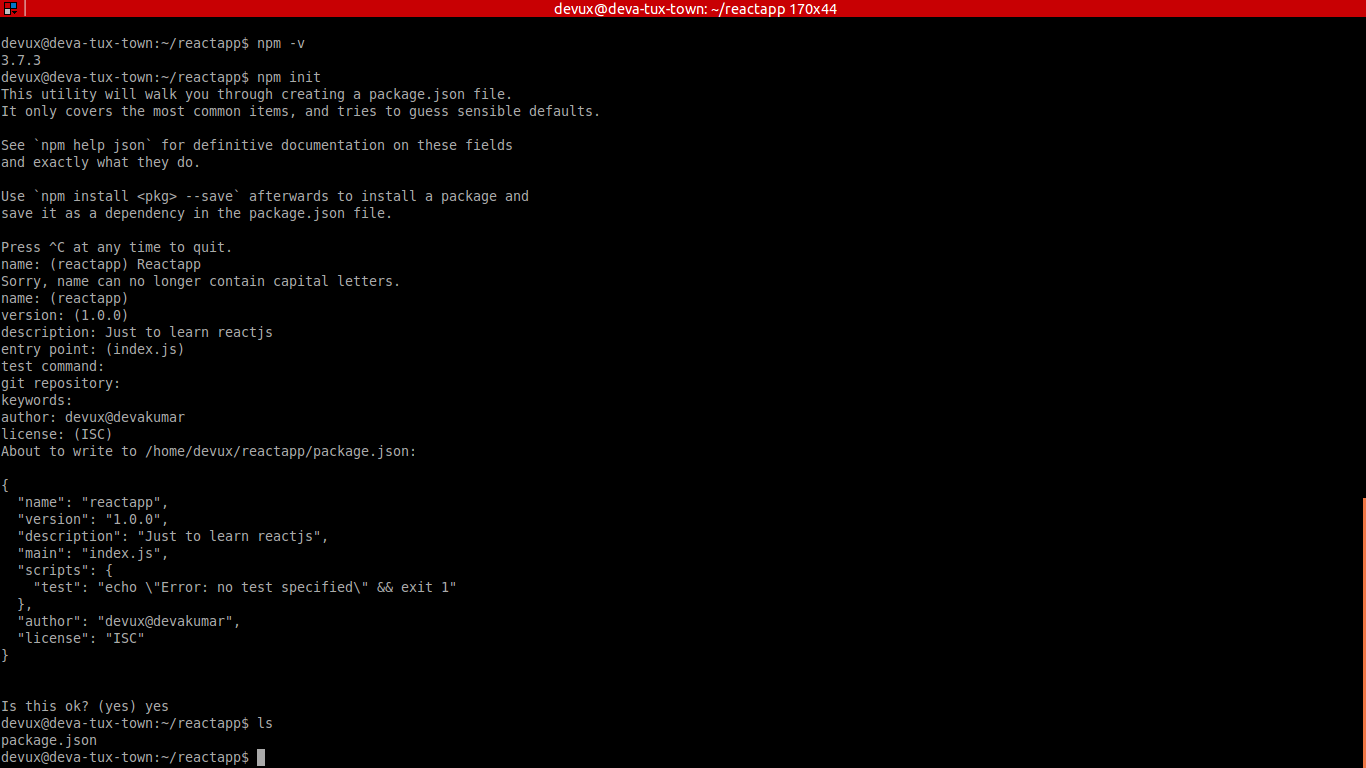 devux@deva-tux-town: ~/reactapp 170x44
devux@deva-tux-town:~/reactapp$ npm -v
3.7.3
devux@deva-tux-town:~/reactapp$ npm init
This utility will walk you through creating a package.json file.
It only covers the most common items, and tries to guess sensible defaults.
See `npm help json` for definitive documentation on these fields
and exactly what they do.
Use `npm install <pkg> --save` afterwards to install a package and
save it as a dependency in the package.json file.
Press ^C at any time to quit.
name: (reactapp) Reactapp
Sorry, name can no longer contain capital letters.
name: (reactapp)
version: (1.0.0)
description: Just to learn reactjs
entry point: (index.js)
test command:
git repository:
keywords:
author: devux@devakumar
license: (ISC)
About to write to /home/devux/reactapp/package.json:
{
  "name": "reactapp",
  "version": "1.0.0",
  "description": "Just to learn reactjs",
  "main": "index.js",
  "scripts": {
    "test": "echo \"Error: no test specified\" && exit 1"
  },
  "author": "devux@devakumar",
  "license": "ISC"
}
Is this ok? (yes) yes
devux@deva-tux-town:~/reactapp$ ls
package.json
devux@deva-tux-town:~/reactapp$